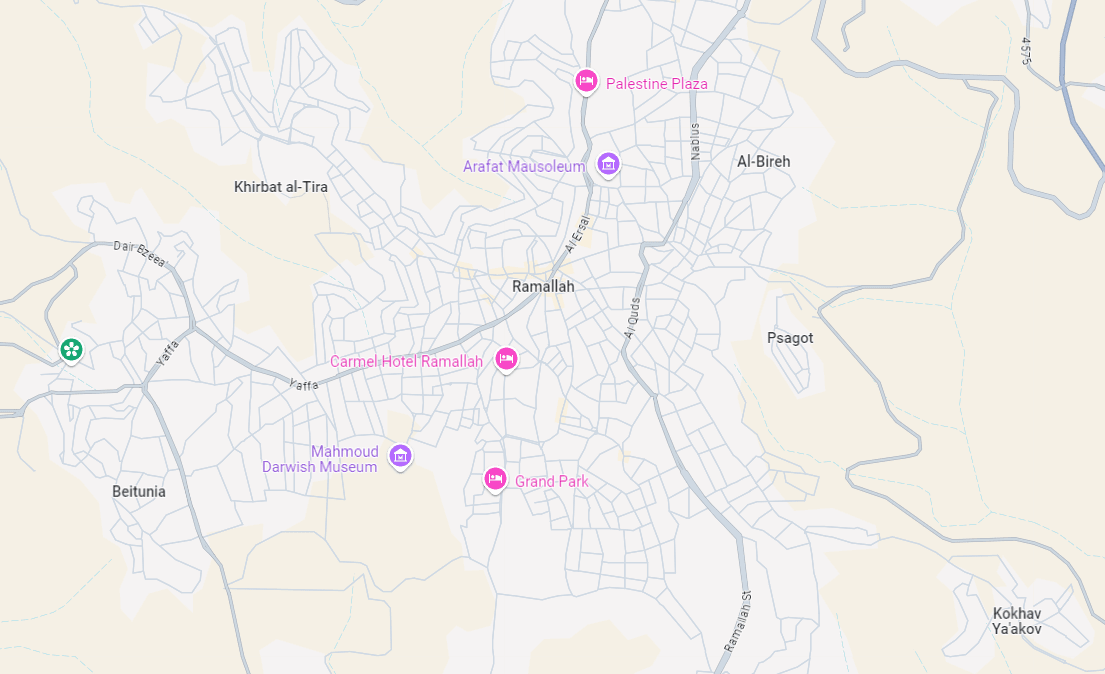 4575
Palestine Plaza
Nablus
Al-Bireh
Arafat Mausoleum
Khirbat al-Tira
Al Ersal
Dair Bzeea'
Ramallah
Al Quds
Psagot
Yaffa
Carmel Hotel Ramallah
Yaffa
Mahmoud
Darwish Museum
Grand Park
Beitunia
Ramallah St
Kokhav
Ya'akov